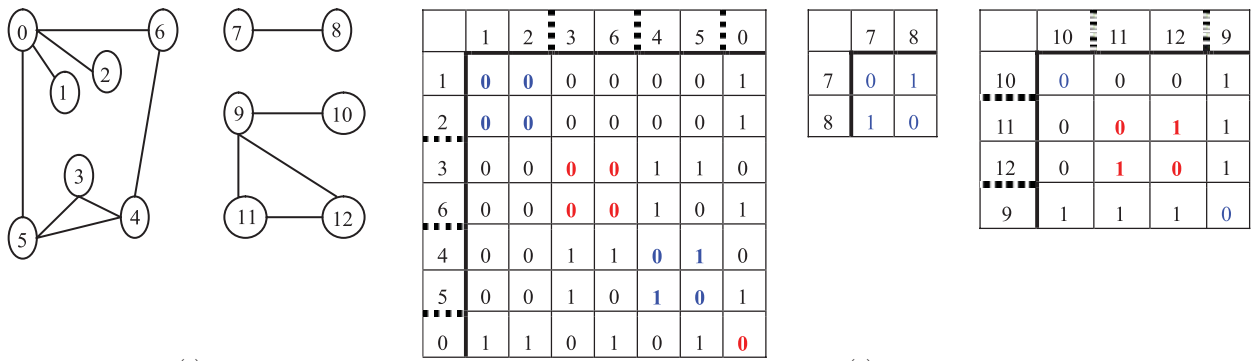 0 6 7 8
2
1
9 10
3
5 4 11 12
1 2 3 6 4 5 0
1 0 0 0 0 0 0 1
2 0 0 0 0 0 0 1
3 0 0 0 0 1 1 0
6 0 0 0 0 1 0 1
4 0 0 1 1 0 1 0
5 0 0 1 0 1 0 1
0 1 1 0 1 0 1 0
7 8
7 0 1
8 1 0
10 11 12 9
10 0 0 0 1
11 0 0 1 1
12 0 1 0 1
9 1 1 1 0